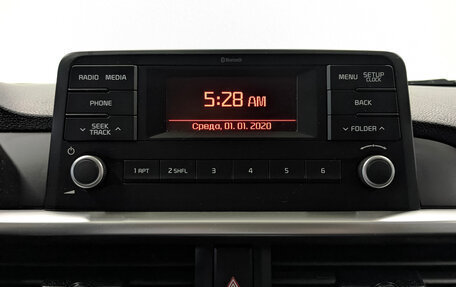 Bluetooth
RADIO MEDIA
MENU SETUP
CLOCK
5:28 AM
PHONE
BACK
SEEK
TRACK
Среда, 01. 01. 2020
FOLDER
1 RPT 2 SHFL 3 4 5 6